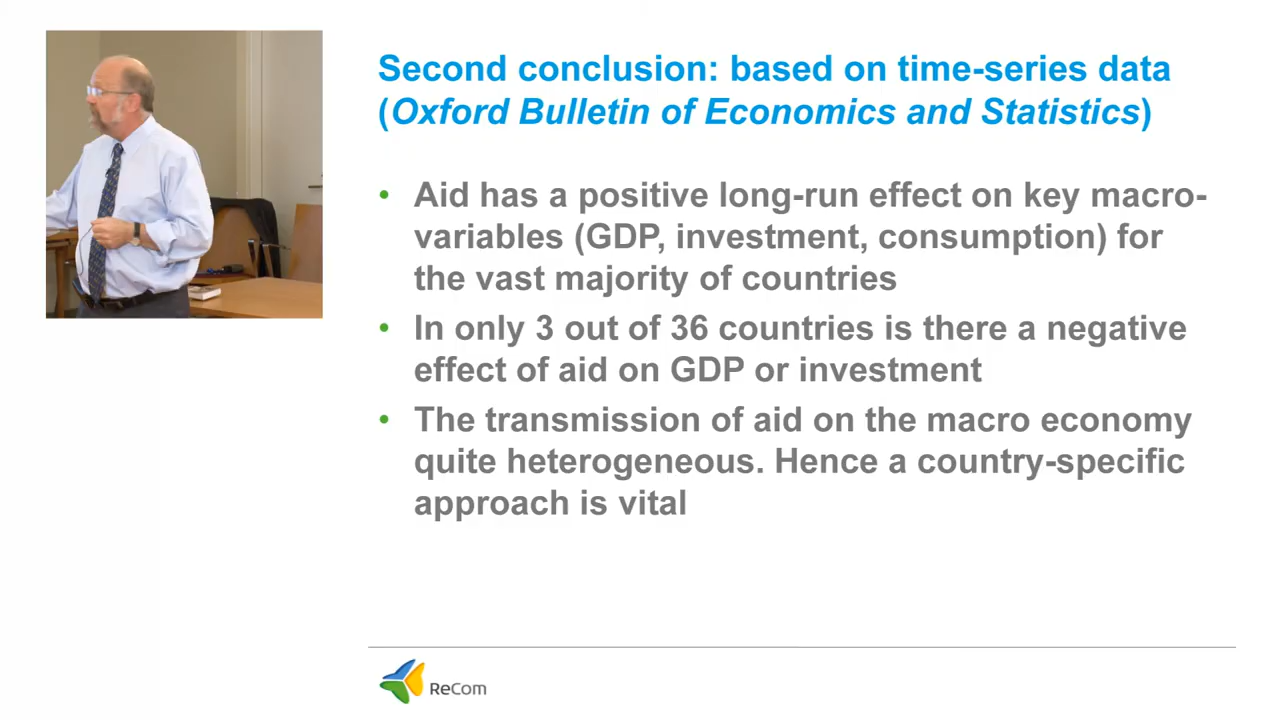 Second conclusion: based on time-series data
(Oxford Bulletin of Economics and Statistics)
• Aid has a positive long-run effect on key macro-
variables (GDP, investment, consumption) for
the vast majority of countries
• In only 3 out of 36 countries is there a negative
effect of aid on GDP or investment
• The transmission of aid on the macro economy
quite heterogeneous. Hence a country-specific
approach is vital
ReCom